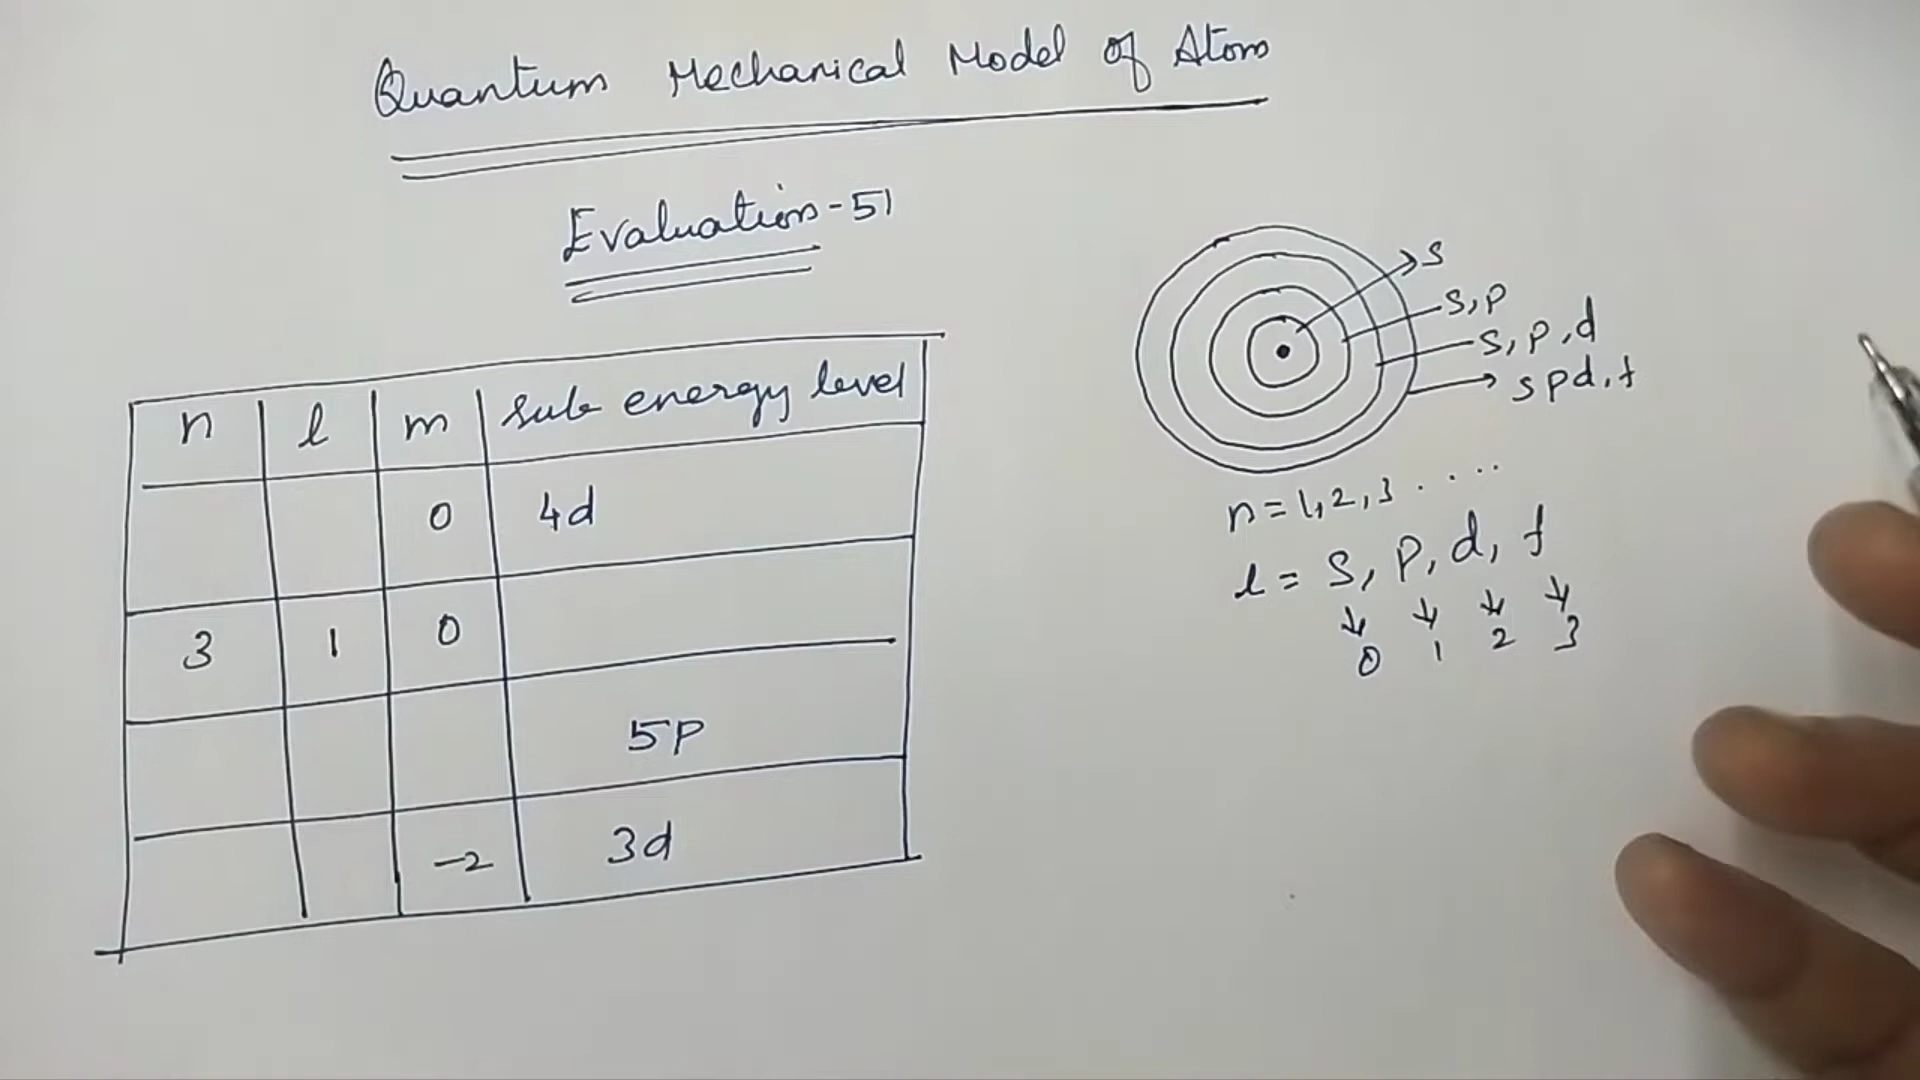 Quantum Mechanical Model of Atom
Evaluation-51
n l m sub energy level
0 4d
3 1 0
5p
-2 3d
s
s,p
s,p,d
s p d,f
n = 1,2,3 . . . .
l = s, p, d, f
0 1 2 3